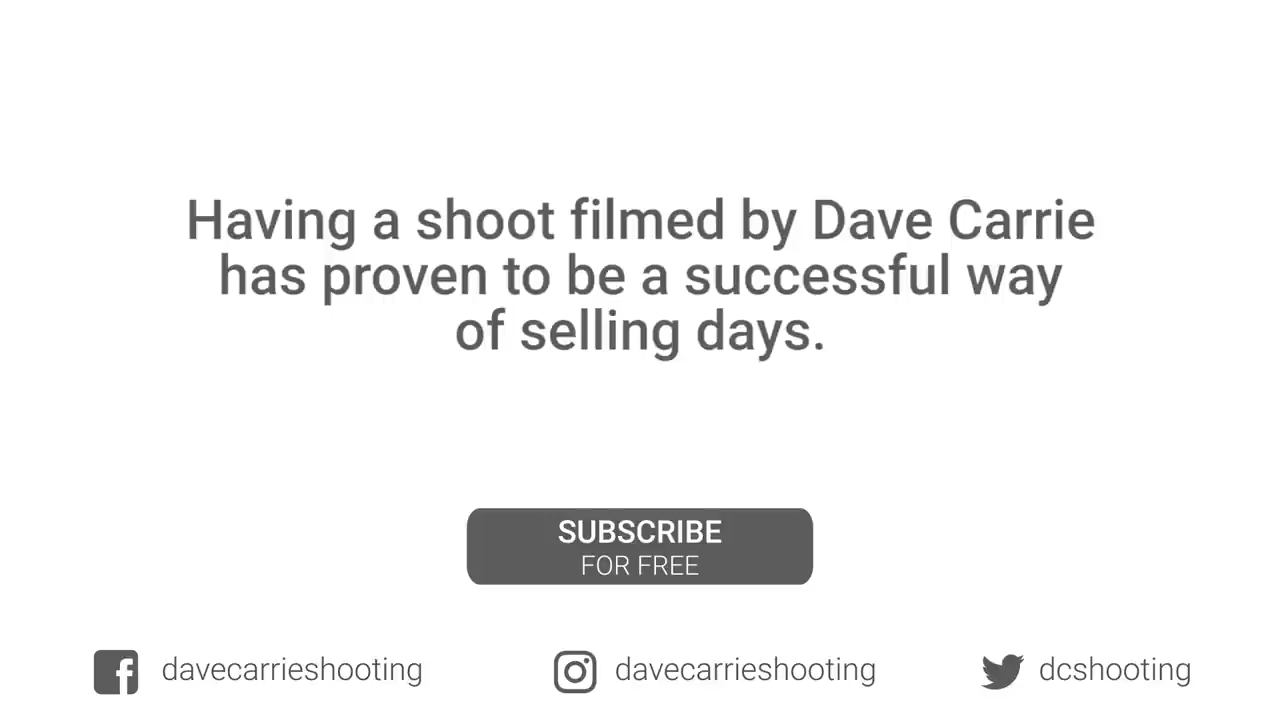 Having a shoot filmed by Dave Carrie
has proven to be a successful way
of selling days.
SUBSCRIBE
FOR FREE
davecarrieshooting
davecarrieshooting
dcshooting